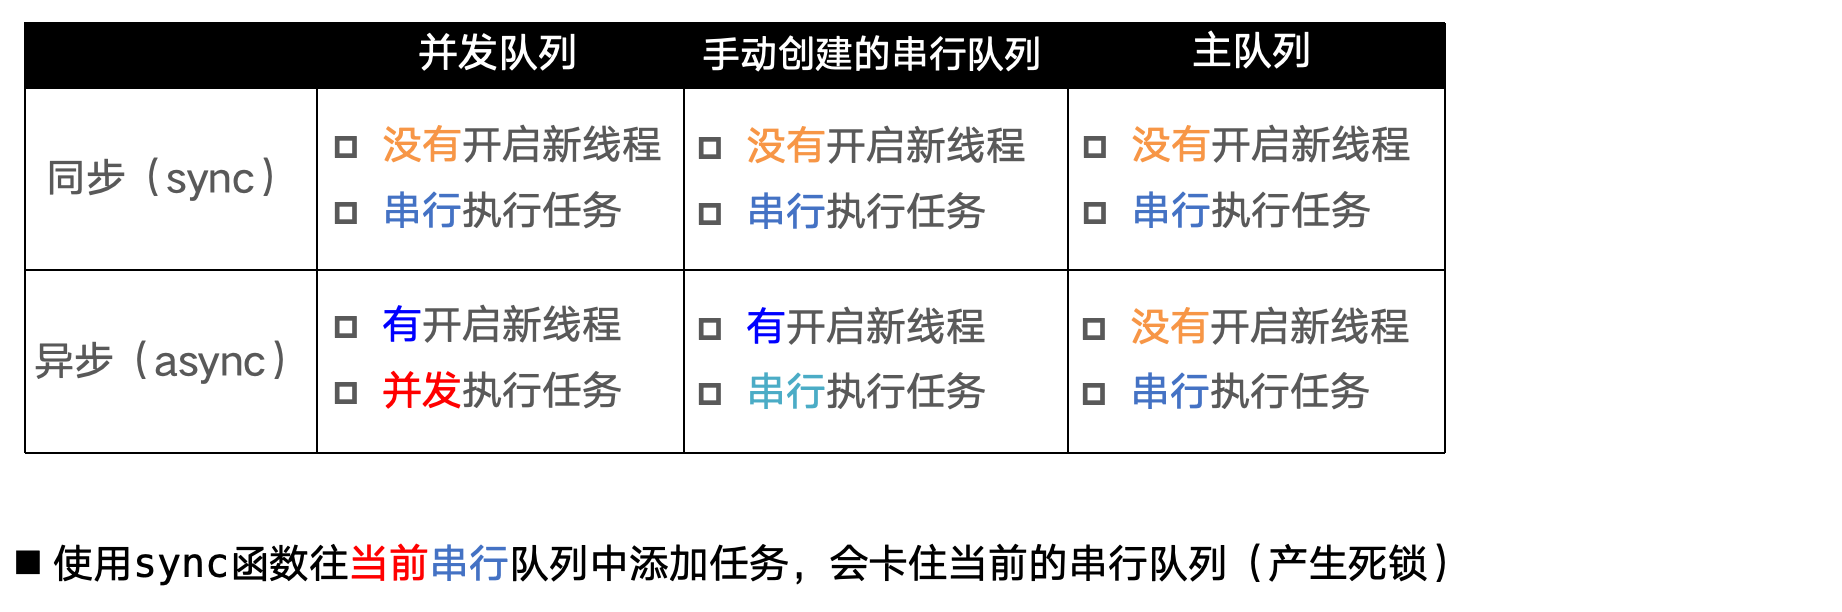 并发队列 手动创建的串行队列 主队列
同步（sync） 没有开启新线程 没有开启新线程 没有开启新线程
串行执行任务 串行执行任务 串行执行任务
异步（async） 有开启新线程 有开启新线程 没有开启新线程
并发执行任务 串行执行任务 串行执行任务
使用sync函数往当前串行队列中添加任务，会卡住当前的串行队列（产生死锁）